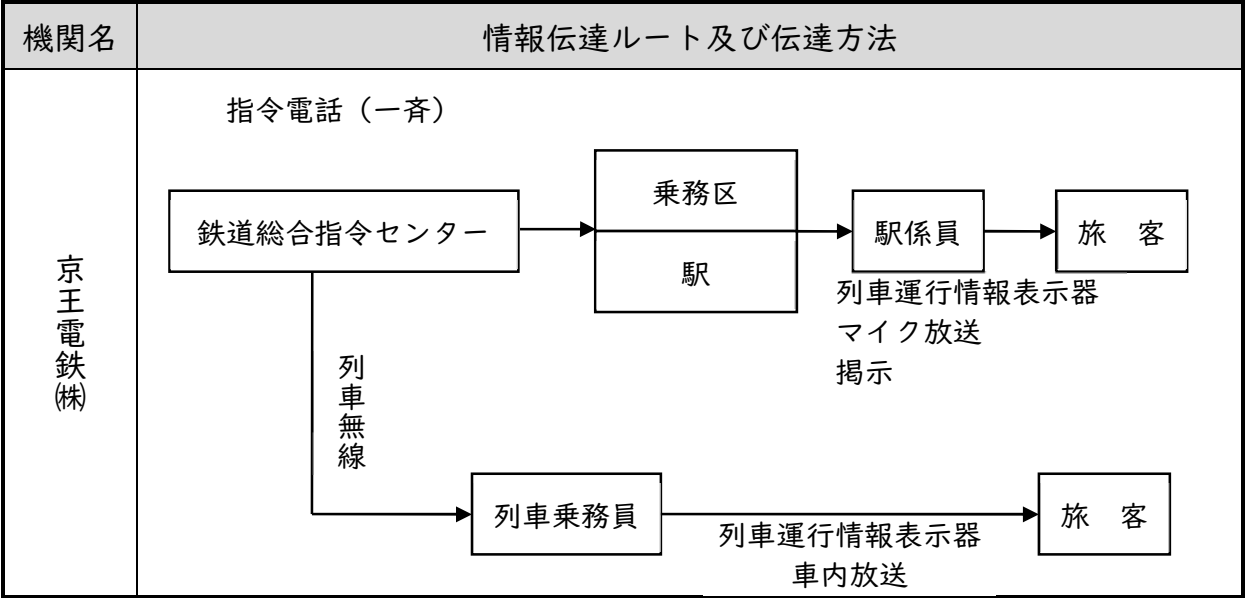 機関名
情報伝達ルート及び伝達方法
京王電鉄㈱
指令電話（一斉）
鉄道総合指令センター
乗務区
駅
駅係員
旅　客
列車運行情報表示器
マイク放送
掲示
列車無線
列車乗務員
列車運行情報表示器
車内放送
旅　客